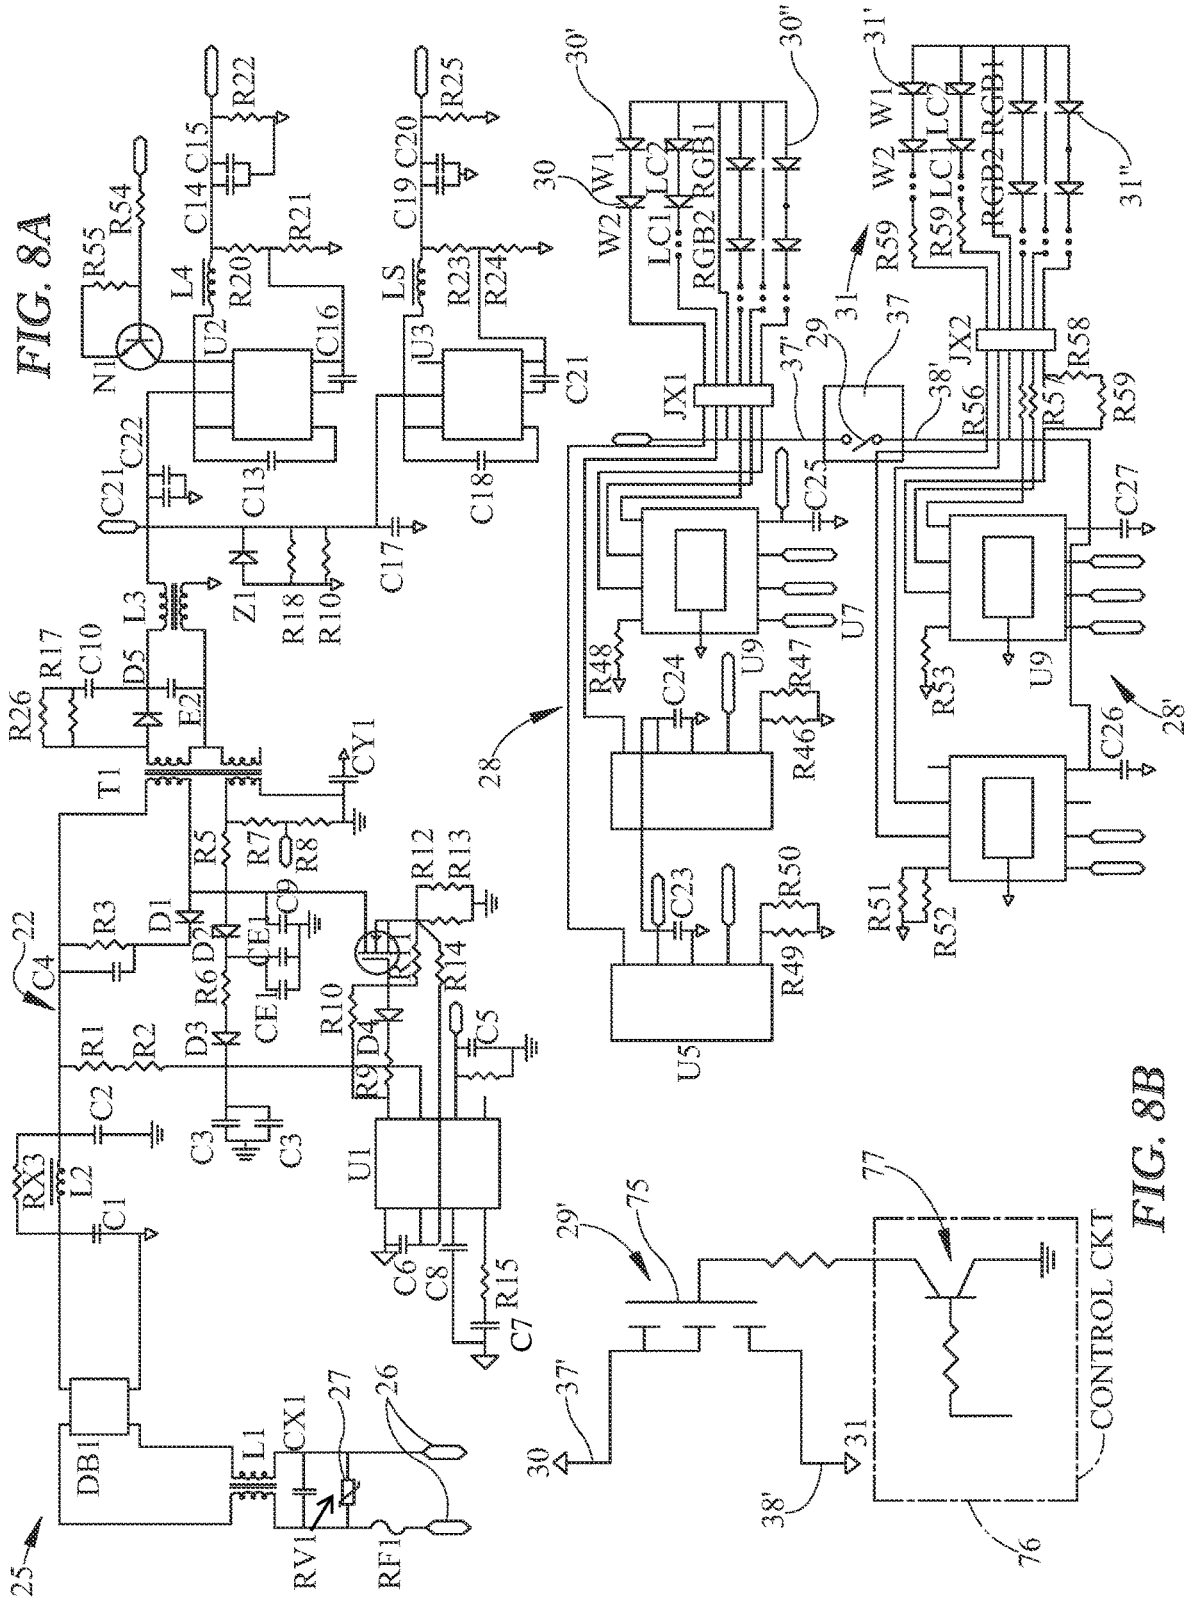 FIG. 8A
25
22
DB1
L1
CX1
RV1
27
RF1
26
RX3
L2
C1
C2
R1
R2
C4
R3
D1
T1
R26
R17
C10
D5
E2
L3
C21
C22
N1
R55
R54
U2
L4
C14
C15
R22
R20
R21
C16
C13
Z1
R18
R10
C17
U3
LS
C19
C20
R25
R23
R24
C21
C18
D3
R6
D2
R5
R7
R8
CY1
C9
CE1
CE1
C3
C3
R10
R11
R12
R13
R14
R9
D4
C5
U1
C6
C8
R15
C7
28
U5
C23
R49
R50
C24
U9
R46
R47
R48
U7
C25
JX1
W2
W1
LC1
LC2
RGB2
RGB1
30
30'
30"
37'
29
37
31
38'
R51
R52
C26
R53
U9
C27
28'
R56
R57
R58
R59
JX2
R59
R59
W2
W1
LC1
LC2
RGB2
RGB1
31'
31"
FIG. 8B
30
37'
29'
75
38'
31
77
76
CONTROL CKT